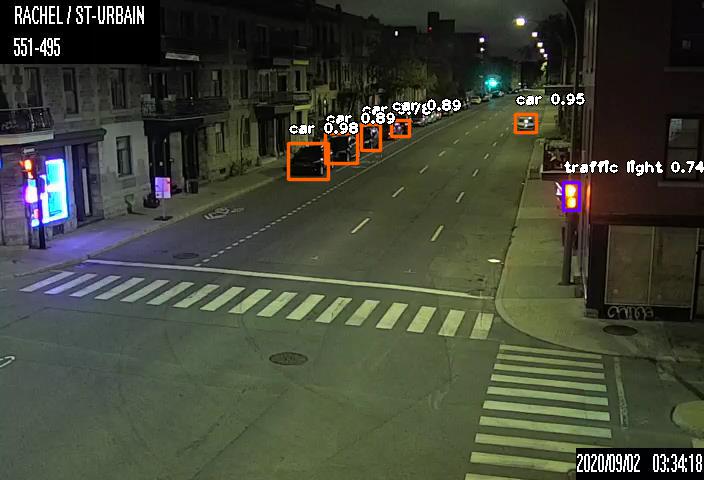 RACHEL / ST-URBAIN
551-495
car 0.98
car 0.89
car
car 0.89
car 0.95
traffic light 0.74
2020/09/02 03:34:18